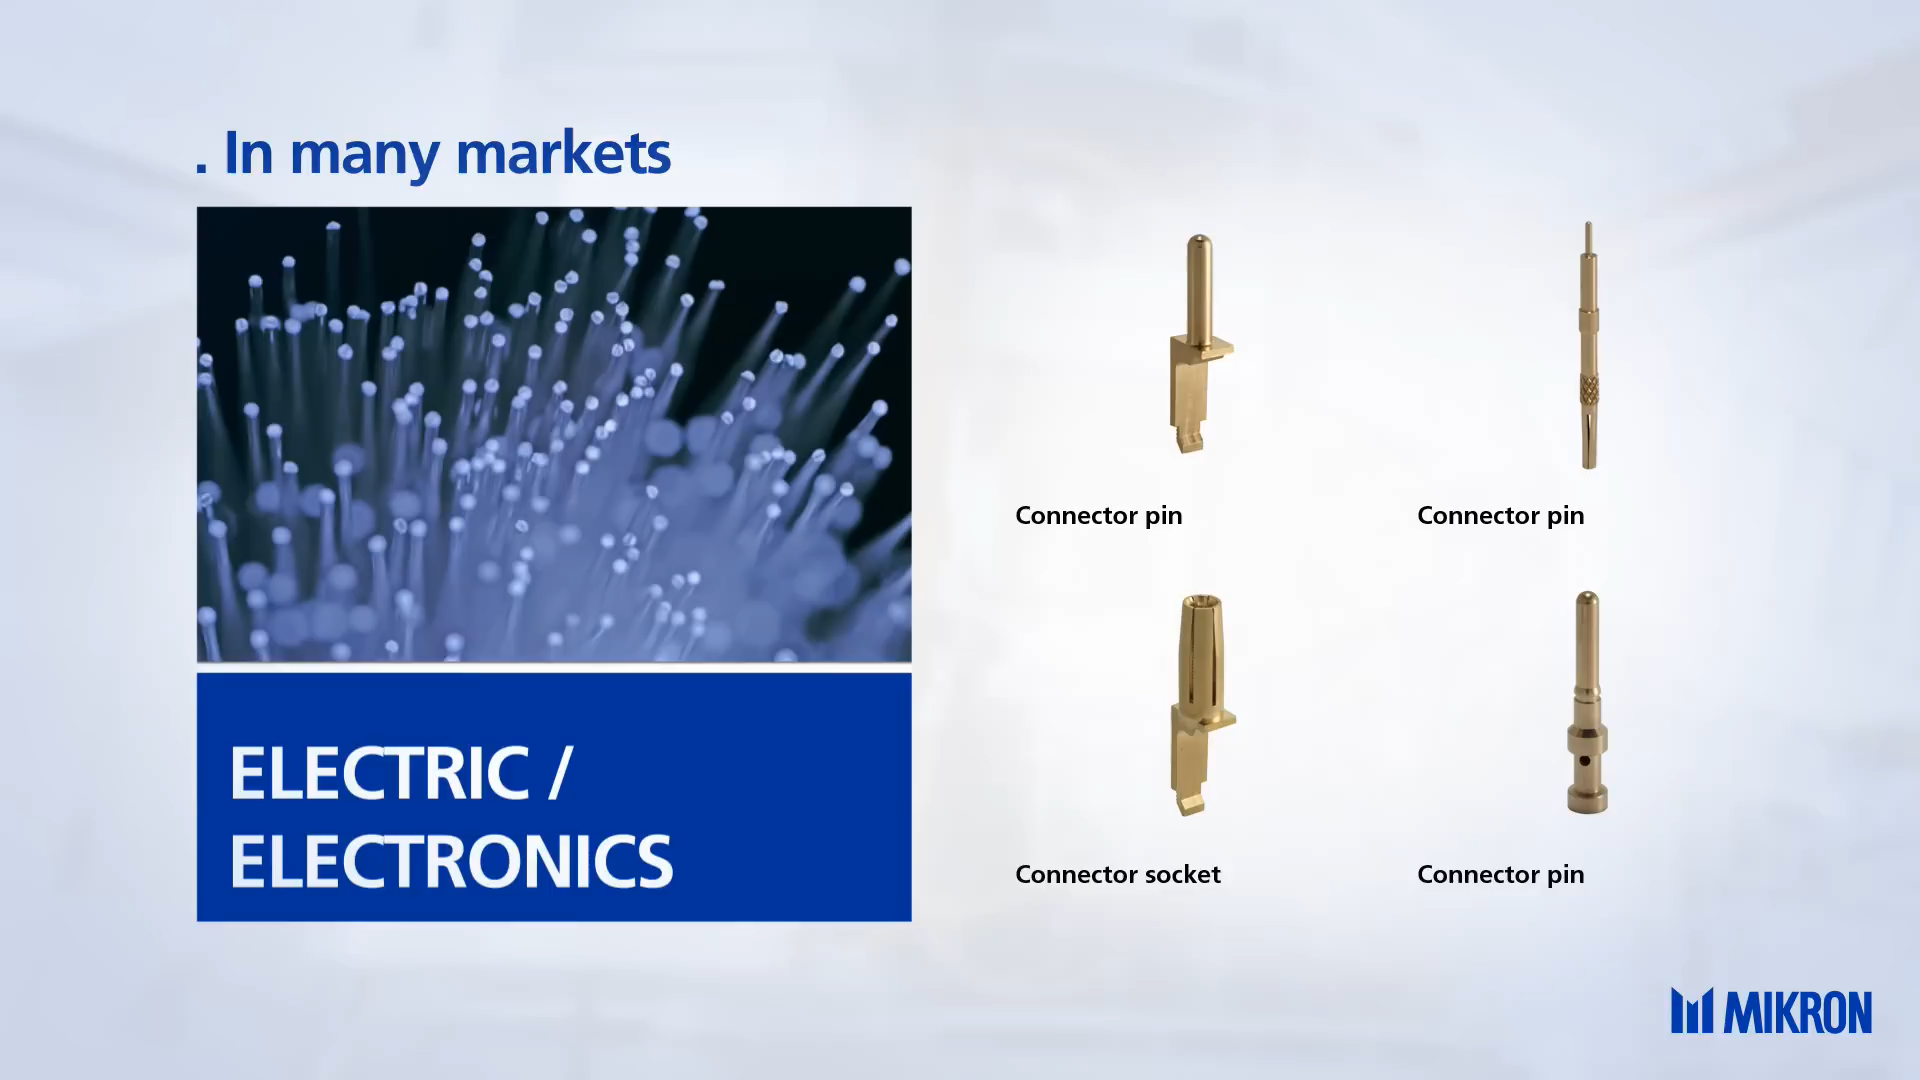 . In many markets
ELECTRIC /
ELECTRONICS
Connector pin
Connector pin
Connector socket
Connector pin
MIKRON